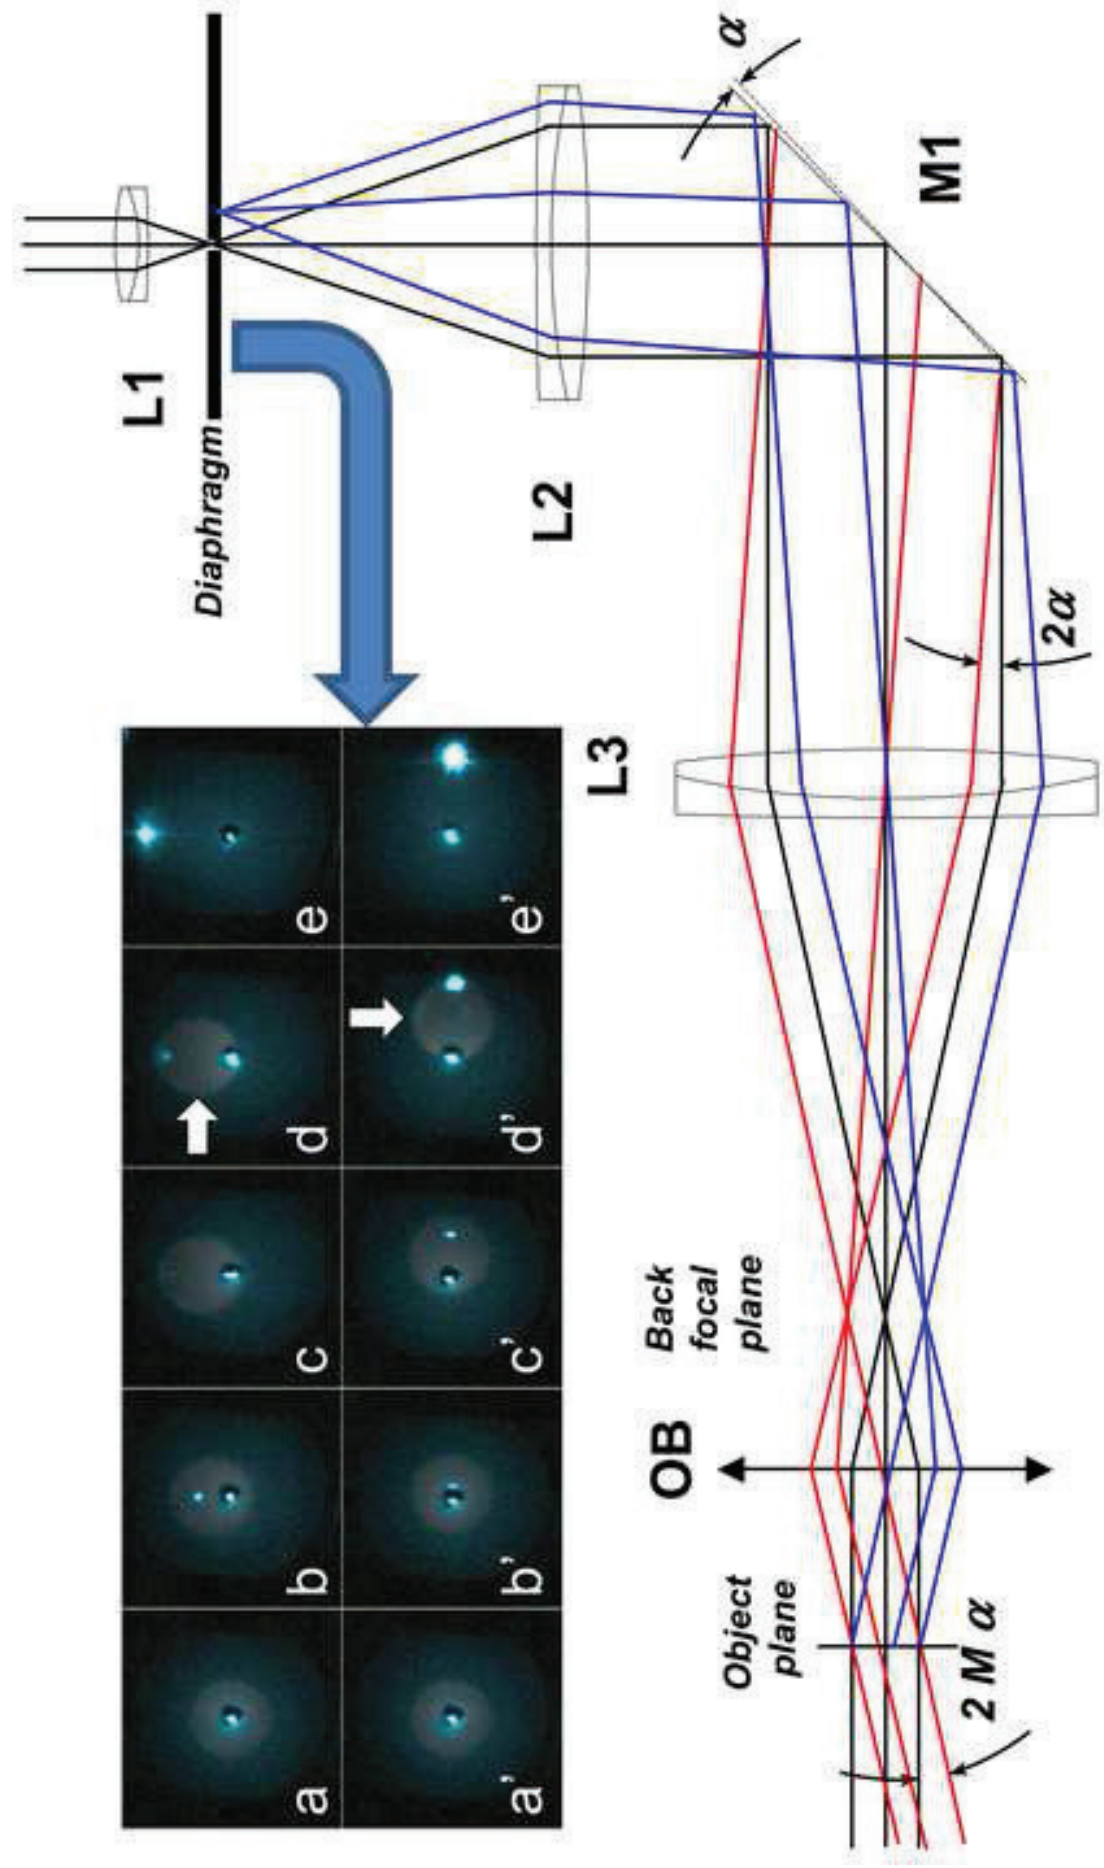 L1
Diaphragm
L2
α
M1
2α
L3
a
b
c
d
e
a'
b'
c'
d'
e'
Back
focal
plane
OB
Object
plane
2 M α